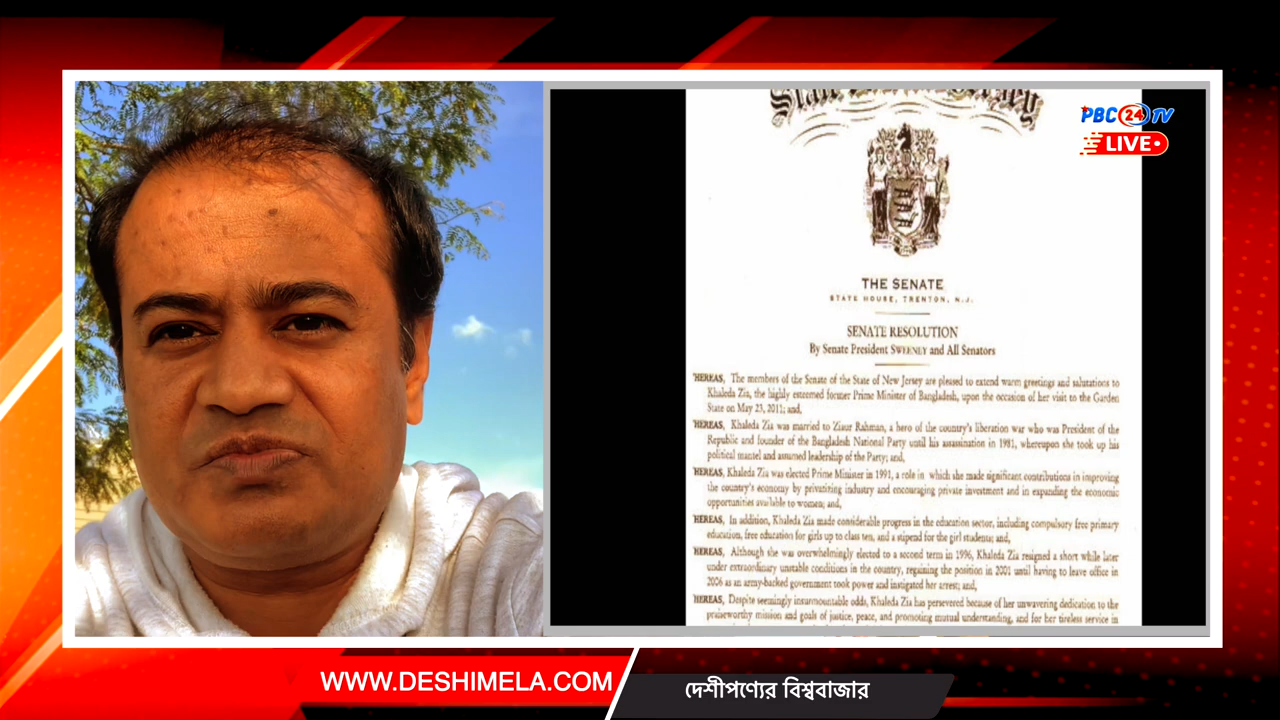 State of New Jersey
PBC 24 TV
LIVE
THE SENATE
STATE HOUSE, TRENTON, N.J.
SENATE RESOLUTION
By Senate President SWEENEY and All Senators
HEREAS, The members of the Senate of the State of New Jersey are pleased to extend warm greetings and salutations to
Khaleda Zia, the highly esteemed former Prime Minister of Bangladesh, upon the occasion of her visit to the Garden
State on May 23, 2011; and,
HEREAS, Khaleda Zia was married to Ziaur Rahman, a hero of the country's liberation war who was President of the
Republic and founder of the Bangladesh National Party until his assassination in 1981, whereupon she took up his
political mantel and assumed leadership of the Party; and,
HEREAS, Khaleda Zia was elected Prime Minister in 1991, a role in which she made significant contributions in improving
the country's economy by privatizing industry and encouraging private investment and in expanding the economic
opportunities available to women; and,
HEREAS, In addition, Khaleda Zia made considerable progress in the education sector, including compulsory free primary
education, free education for girls up to class ten, and a stipend for the girl students; and,
HEREAS, Although she was overwhelmingly elected to a second term in 1996, Khaleda Zia resigned a short while later
under extraordinary unstable conditions in the country, regaining the position in 2001 until having to leave office in
2006 as an army-backed government took power and instigated her arrest; and,
HEREAS, Despite seemingly insurmountable odds, Khaleda Zia has persevered because of her unwavering dedication to the
praiseworthy mission and goals of justice, peace, and promoting mutual understanding, and for her tireless service in
WWW.DESHIMELA.COM
দেশীপণ্যের বিশ্ববাজার